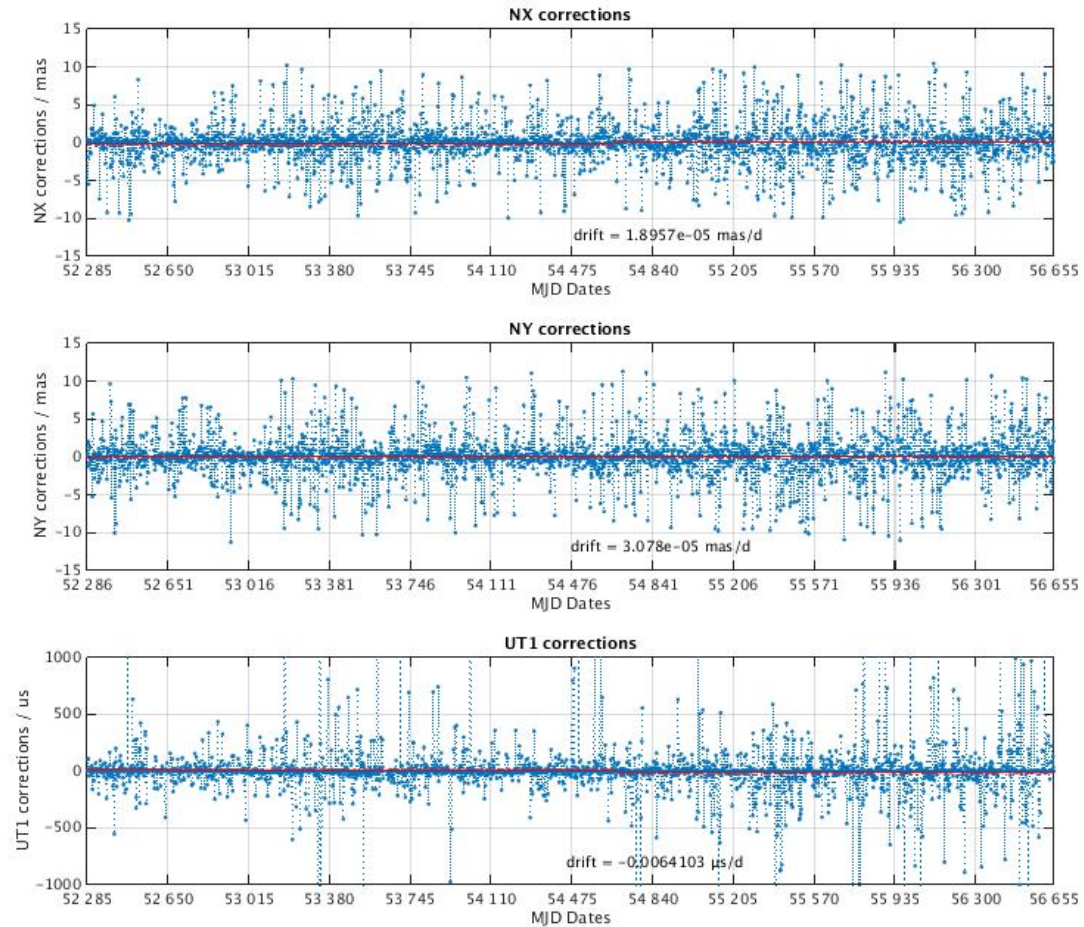 NX corrections
NX corrections / mas
15
10
5
0
−5
−10
−15
drift = 1.8957e−05 mas/d
52 285 52 650 53 015 53 380 53 745 54 110 54 475 54 840 55 205 55 570 55 935 56 300 56 655
MJD Dates
NY corrections
NY corrections / mas
15
10
5
0
−5
−10
−15
drift = 3.078e−05 mas/d
52 286 52 651 53 016 53 381 53 746 54 111 54 476 54 841 55 206 55 571 55 936 56 301 56 655
MJD Dates
UT1 corrections
UT1 corrections / us
1000
500
0
−500
−1000
drift = −0.0064103 μs/d
52 285 52 650 53 015 53 380 53 745 54 110 54 475 54 840 55 205 55 570 55 935 56 300 56 655
MJD Dates